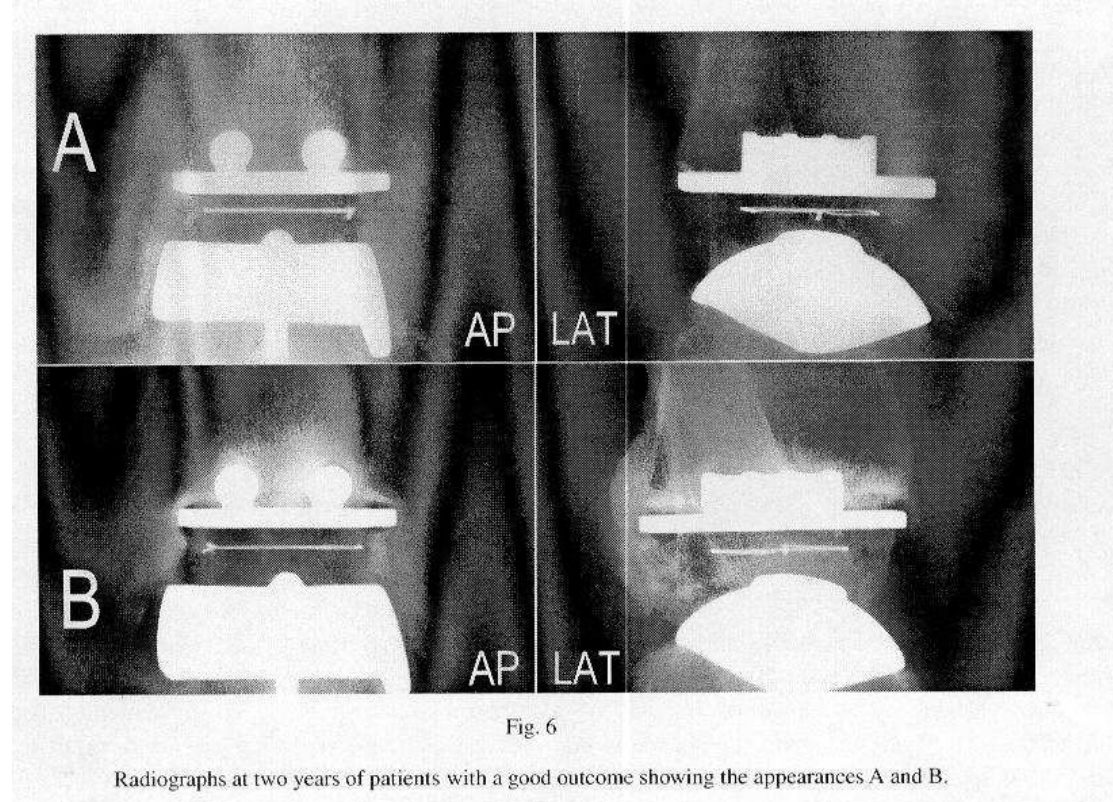 A
AP LAT
B
AP LAT
Fig. 6
Radiographs at two years of patients with a good outcome showing the appearances A and B.